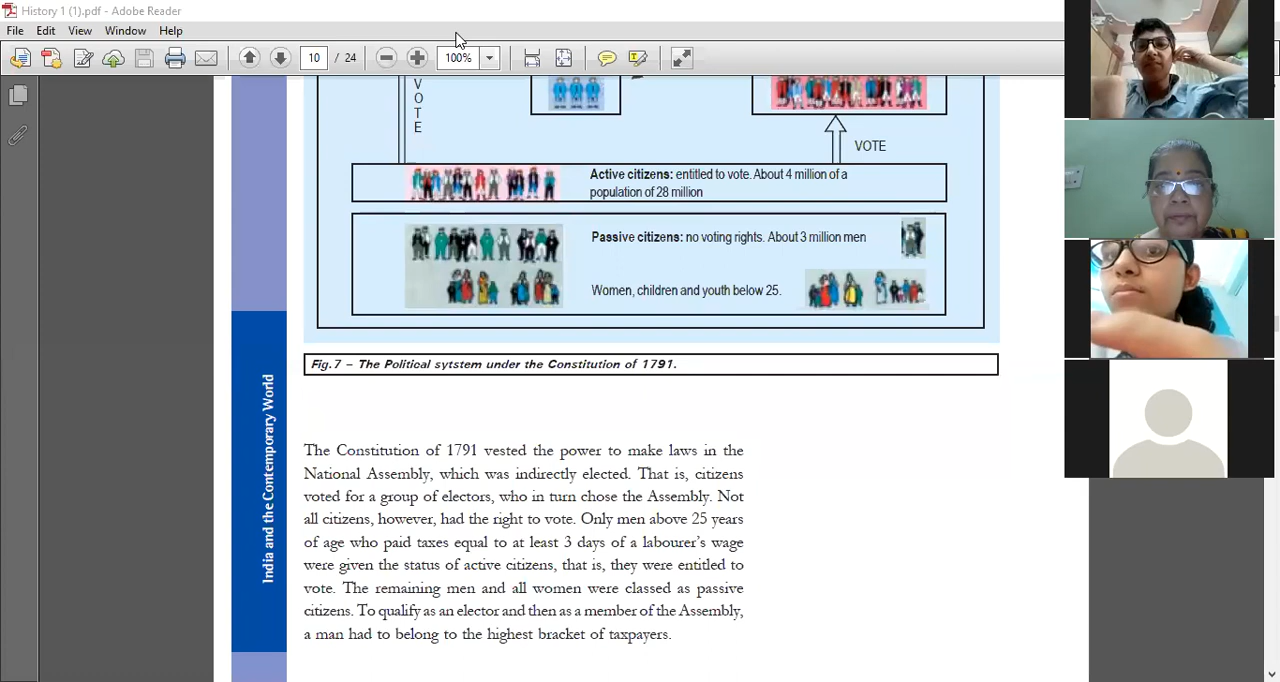 History 1 (1).pdf - Adobe Reader
File Edit View Window Help
10 / 24 100%
VOTE
VOTE
Active citizens: entitled to vote. About 4 million of a
population of 28 million
Passive citizens: no voting rights. About 3 million men
Women, children and youth below 25.
Fig.7 – The Political sytstem under the Constitution of 1791.
India and the Contemporary World
The Constitution of 1791 vested the power to make laws in the
National Assembly, which was indirectly elected. That is, citizens
voted for a group of electors, who in turn chose the Assembly. Not
all citizens, however, had the right to vote. Only men above 25 years
of age who paid taxes equal to at least 3 days of a labourer's wage
were given the status of active citizens, that is, they were entitled to
vote. The remaining men and all women were classed as passive
citizens. To qualify as an elector and then as a member of the Assembly,
a man had to belong to the highest bracket of taxpayers.